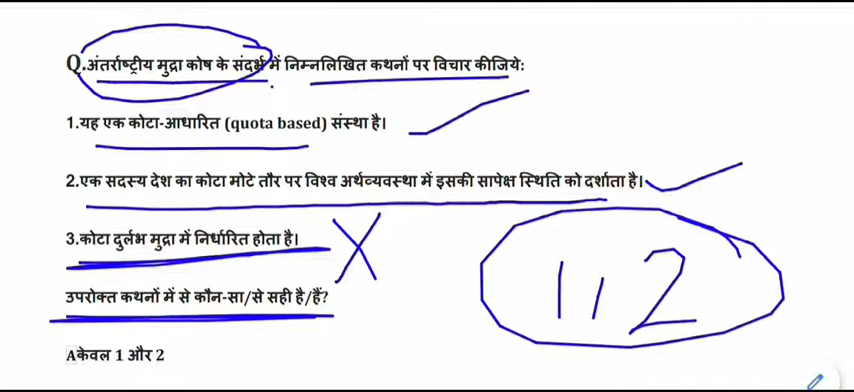 Q.अंतर्राष्ट्रीय मुद्रा कोष के संदर्भ में निम्नलिखित कथनों पर विचार कीजिये:
1.यह एक कोटा-आधारित (quota based) संस्था है।
2.एक सदस्य देश का कोटा मोटे तौर पर विश्व अर्थव्यवस्था में इसकी सापेक्ष स्थिति को दर्शाता है।
3.कोटा दुर्लभ मुद्रा में निर्धारित होता है।
1,2
उपरोक्त कथनों में से कौन-सा/से सही है/हैं?
Aकेवल 1 और 2